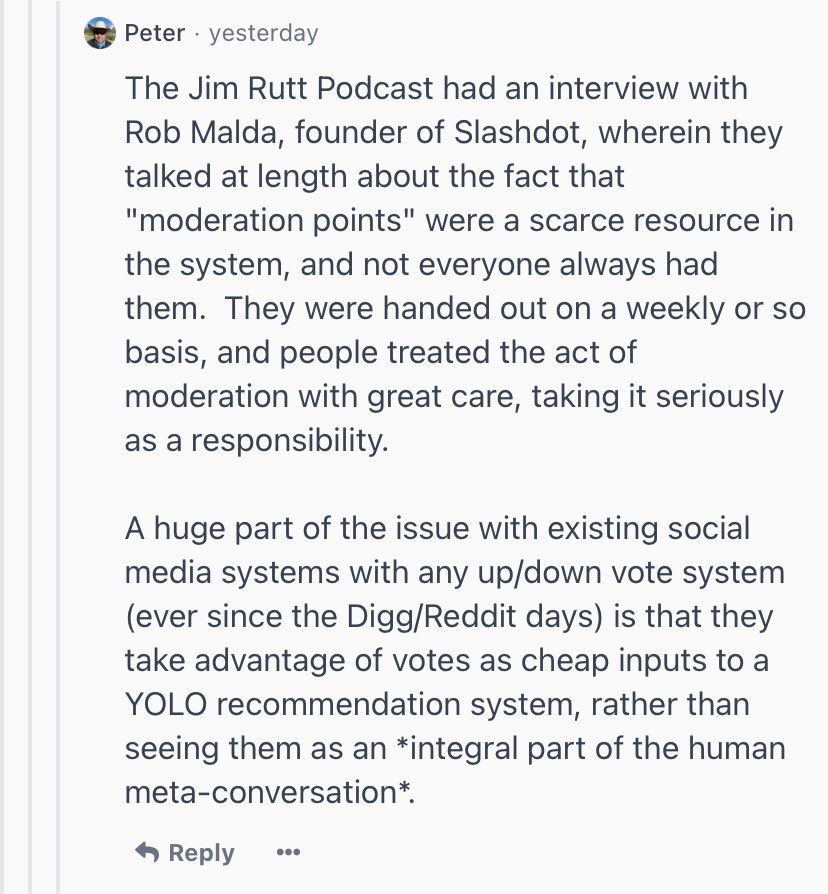 Peter · yesterday
The Jim Rutt Podcast had an interview with
Rob Malda, founder of Slashdot, wherein they
talked at length about the fact that
"moderation points" were a scarce resource in
the system, and not everyone always had
them.  They were handed out on a weekly or so
basis, and people treated the act of
moderation with great care, taking it seriously
as a responsibility.
A huge part of the issue with existing social
media systems with any up/down vote system
(ever since the Digg/Reddit days) is that they
take advantage of votes as cheap inputs to a
YOLO recommendation system, rather than
seeing them as an *integral part of the human
meta-conversation*.
Reply